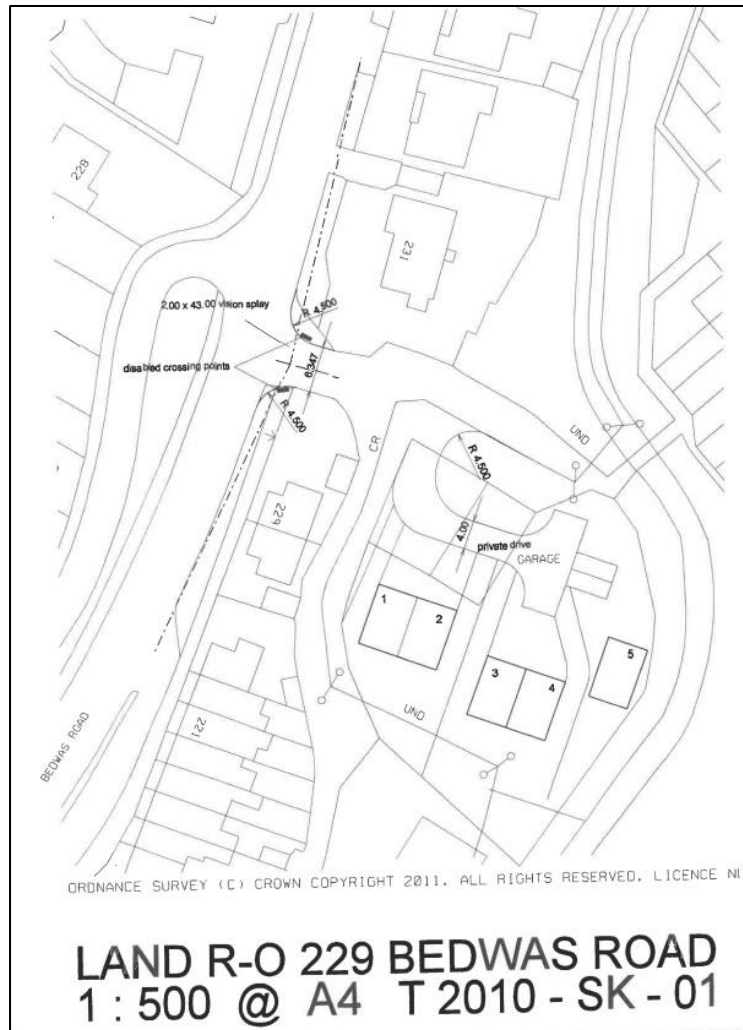 228
231
2.00 x 43.00 vision splay
R 4.500
disabled crossing points
6.347
R 4.500
CR
UND
R 4.500
229
4.00
private drive
GARAGE
1
2
3
4
5
UND
221
BEDWAS ROAD
ORDNANCE SURVEY (C) CROWN COPYRIGHT 2011. ALL RIGHTS RESERVED. LICENCE
LAND R-O 229 BEDWAS ROAD
1 : 500 @ A4 T 2010 - SK - 01